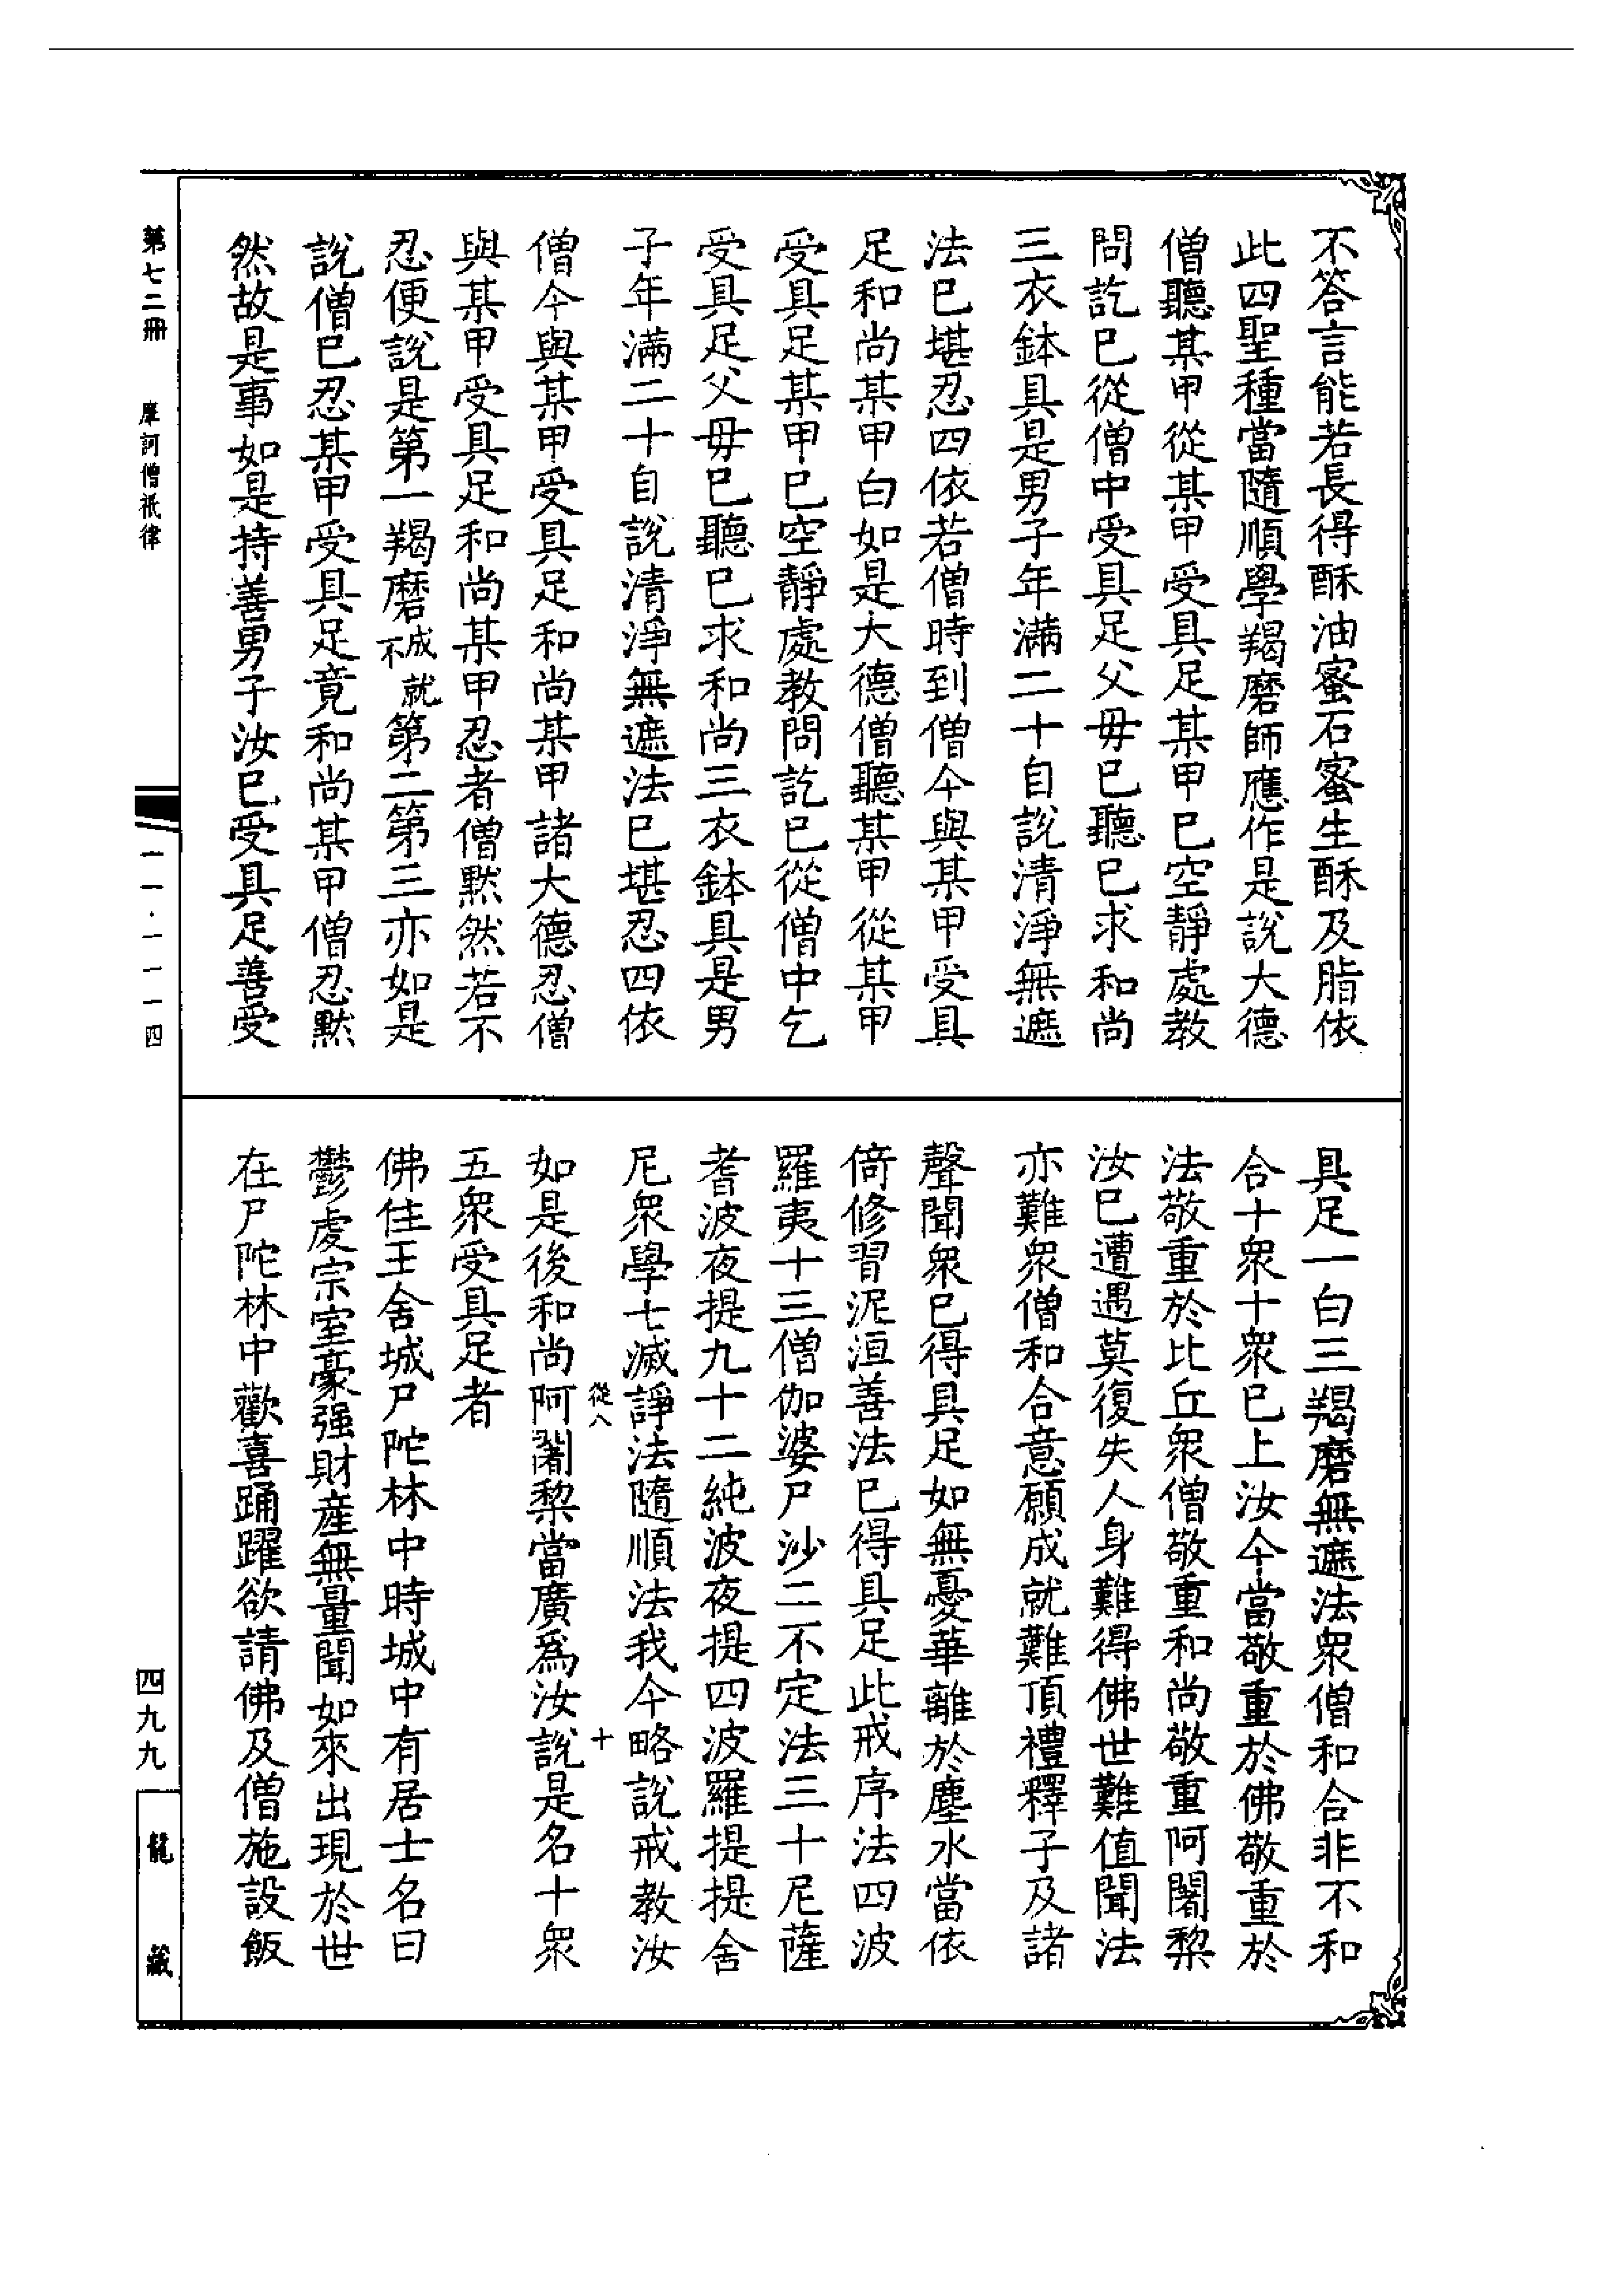 不答言能若長得酥油蜜石蜜生酥及脂依
此四聖種當隨順學羯磨師應作是說大德
僧聽某甲從某甲受具足某甲已空靜處教
問訖已從僧中受具足父母已聽已求和尚
三衣鉢具是男子年滿二十自說清淨無遮
法已堪忍四依若僧時到僧今與某甲受具
足和尚某甲白如是大德僧聽某甲從某甲
受具足某甲已空靜處教問訖已從僧中乞
受具足父母已聽已求和尚三衣鉢具是男
子年滿二十自說清淨無遮法已堪忍四依
僧今與某甲受具足和尚某甲諸大德忍僧
與某甲受具足和尚某甲忍者僧默然若不
忍便說是第一羯磨成不就第二第三亦如是
說僧已忍某甲受具足竟和尚某甲僧忍默
然故是事如是持善男子汝已受具足善受
具足一白三羯磨無遮法衆僧和合非不和
合十衆十衆已上汝今當敬重於佛敬重於
法敬重於比丘衆僧敬重和尚敬重阿闍棃
汝已遭遇莫復失人身難得佛世難值聞法
亦難衆僧和合意願成就難頂禮釋子及諸
聲聞衆已得具足如無憂華離於塵水當依
倚修習泥洹善法已得具足此戒序法四波
羅夷十三僧伽婆尸沙二不定法三十尼薩
耆波夜提九十二純波夜提四波羅提提舍
尼衆學七滅諍法隨順法我今略說戒教汝
從八
十
如是後和尚阿闍棃當廣爲汝說是名十衆
五衆受具足者
佛住王舍城尸陀林中時城中有居士名曰
鬱虔宗室豪强財產無量聞如來出現於世
在尸陀林中歡喜踊躍欲請佛及僧施設飯
第七二冊
摩訶僧祇律
一一·一一一四
四九九
龍藏